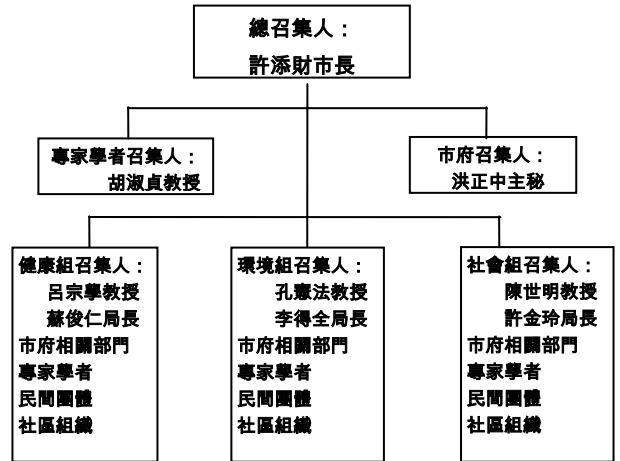 總召集人：
許添財市長
專家學者召集人：
胡淑貞教授
市府召集人：
洪正中主秘
健康組召集人：
呂宗學教授
蘇俊仁局長
市府相關部門
專家學者
民間團體
社區組織
環境組召集人：
孔憲法教授
李得全局長
市府相關部門
專家學者
民間團體
社區組織
社會組召集人：
陳世明教授
許金玲局長
市府相關部門
專家學者
民間團體
社區組織